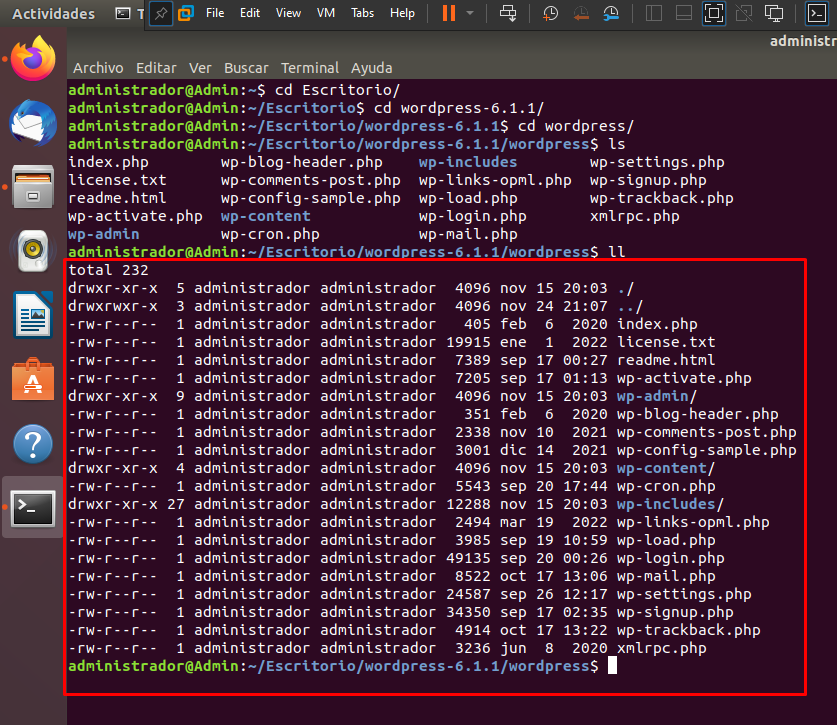 Actividades T File Edit View VM Tabs Help
administr
Archivo Editar Ver Buscar Terminal Ayuda
administrador@Admin:~$ cd Escritorio/
administrador@Admin:~/Escritorio$ cd wordpress-6.1.1/
administrador@Admin:~/Escritorio/wordpress-6.1.1$ cd wordpress/
administrador@Admin:~/Escritorio/wordpress-6.1.1/wordpress$ ls
index.php wp-blog-header.php wp-includes wp-settings.php
license.txt wp-comments-post.php wp-links-opml.php wp-signup.php
readme.html wp-config-sample.php wp-load.php wp-trackback.php
wp-activate.php wp-content wp-login.php xmlrpc.php
wp-admin wp-cron.php wp-mail.php
administrador@Admin:~/Escritorio/wordpress-6.1.1/wordpress$ ll
total 232
drwxr-xr-x 5 administrador administrador 4096 nov 15 20:03 ./
drwxrwxr-x 3 administrador administrador 4096 nov 24 21:07 ../
-rw-r--r-- 1 administrador administrador 405 feb 6 2020 index.php
-rw-r--r-- 1 administrador administrador 19915 ene 1 2022 license.txt
-rw-r--r-- 1 administrador administrador 7389 sep 17 00:27 readme.html
-rw-r--r-- 1 administrador administrador 7205 sep 17 01:13 wp-activate.php
drwxr-xr-x 9 administrador administrador 4096 nov 15 20:03 wp-admin/
-rw-r--r-- 1 administrador administrador 351 feb 6 2020 wp-blog-header.php
-rw-r--r-- 1 administrador administrador 2338 nov 10 2021 wp-comments-post.php
-rw-r--r-- 1 administrador administrador 3001 dic 14 2021 wp-config-sample.php
drwxr-xr-x 4 administrador administrador 4096 nov 15 20:03 wp-content/
-rw-r--r-- 1 administrador administrador 5543 sep 20 17:44 wp-cron.php
drwxr-xr-x 27 administrador administrador 12288 nov 15 20:03 wp-includes/
-rw-r--r-- 1 administrador administrador 2494 mar 19 2022 wp-links-opml.php
-rw-r--r-- 1 administrador administrador 3985 sep 19 10:59 wp-load.php
-rw-r--r-- 1 administrador administrador 49135 sep 20 00:26 wp-login.php
-rw-r--r-- 1 administrador administrador 8522 oct 17 13:06 wp-mail.php
-rw-r--r-- 1 administrador administrador 24587 sep 26 12:17 wp-settings.php
-rw-r--r-- 1 administrador administrador 34350 sep 17 02:35 wp-signup.php
-rw-r--r-- 1 administrador administrador 4914 oct 17 13:22 wp-trackback.php
-rw-r--r-- 1 administrador administrador 3236 jun 8 2020 xmlrpc.php
administrador@Admin:~/Escritorio/wordpress-6.1.1/wordpress$